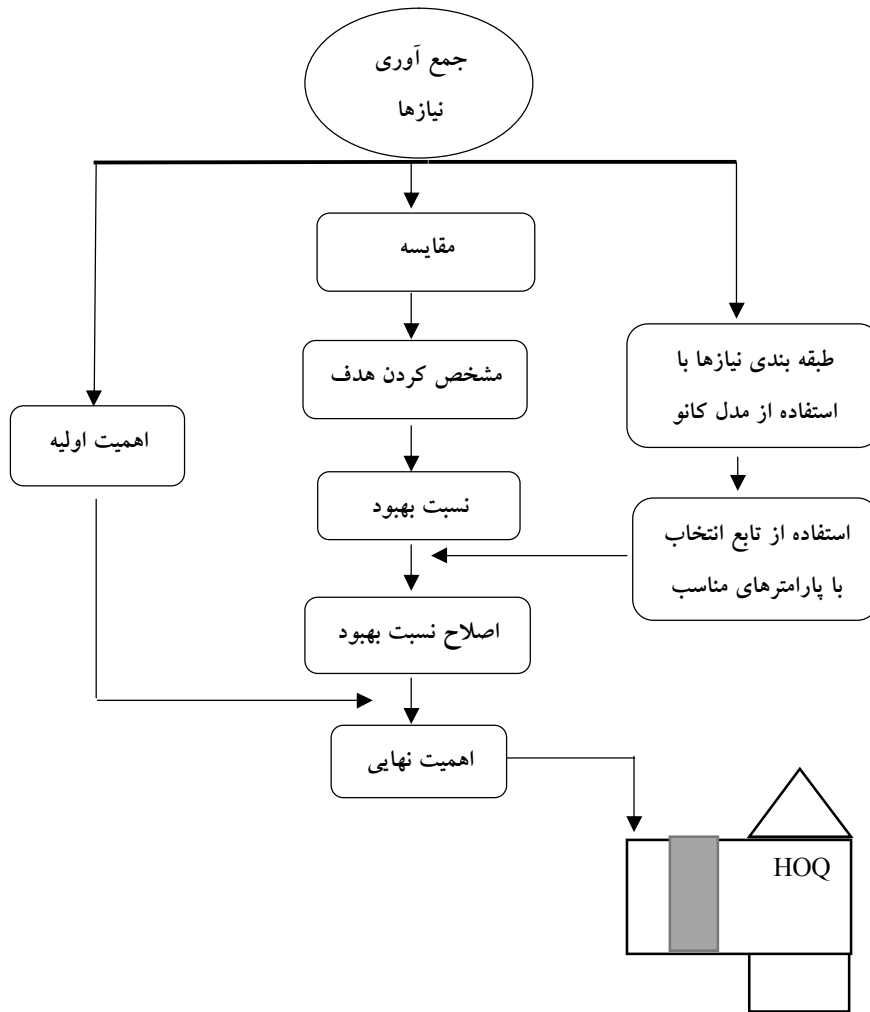 جمع آوری
نیازها
مقایسه
مشخص کردن هدف
طبقه بندی نیازها با
استفاده از مدل کانو
اهمیت اولیه
نسبت بهبود
استفاده از تابع انتخاب
با پارامترهای مناسب
اصلاح نسبت بهبود
اهمیت نهایی
HOQ